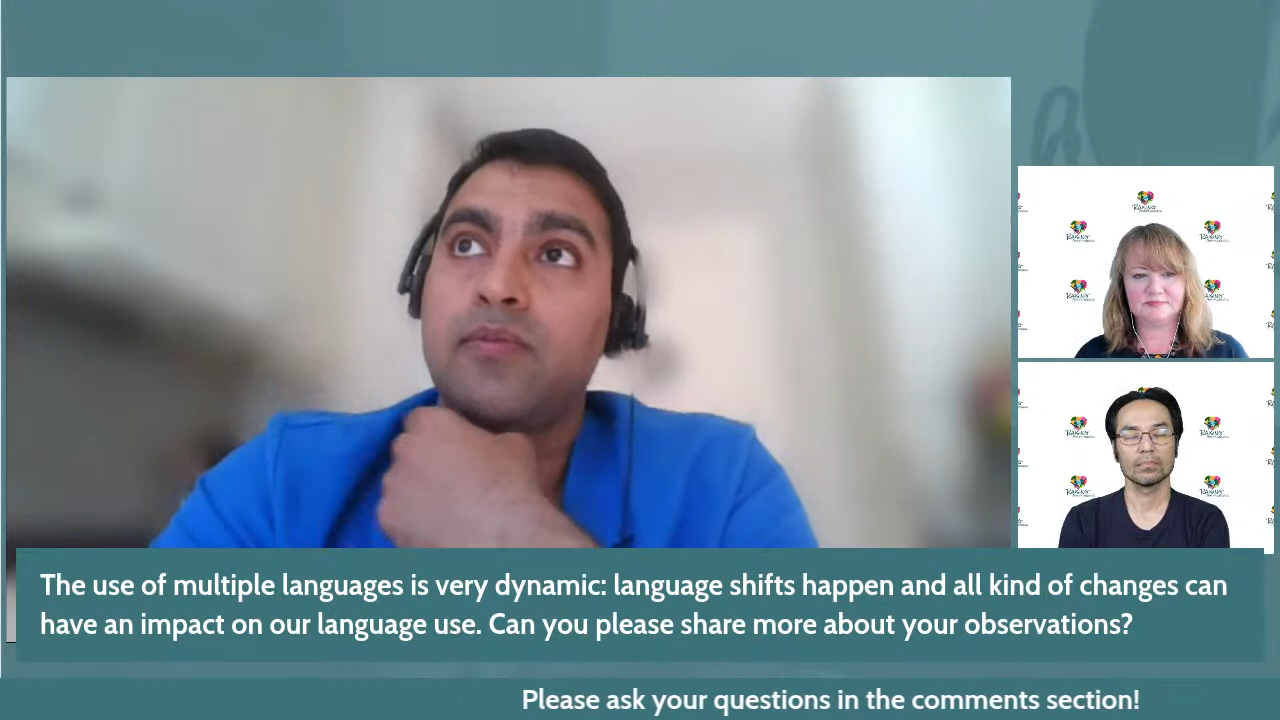 The use of multiple languages is very dynamic: language shifts happen and all kind of changes can
have an impact on our language use. Can you please share more about your observations?
Please ask your questions in the comments section!